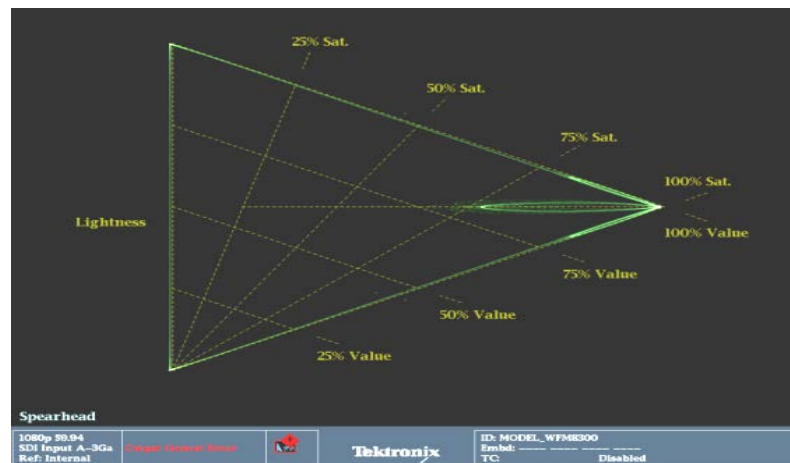 25% Sat.
50% Sat.
75% Sat.
100% Sat.
Lightness
100% Value
75% Value
50% Value
25% Value
Spearhead
1080p 59.94
SDI Input A-3Ga
Ref: Internal
Tektronix
ID: MODEL_WFM8300
Embd: ---- ---- ---- ----
TC: Disabled